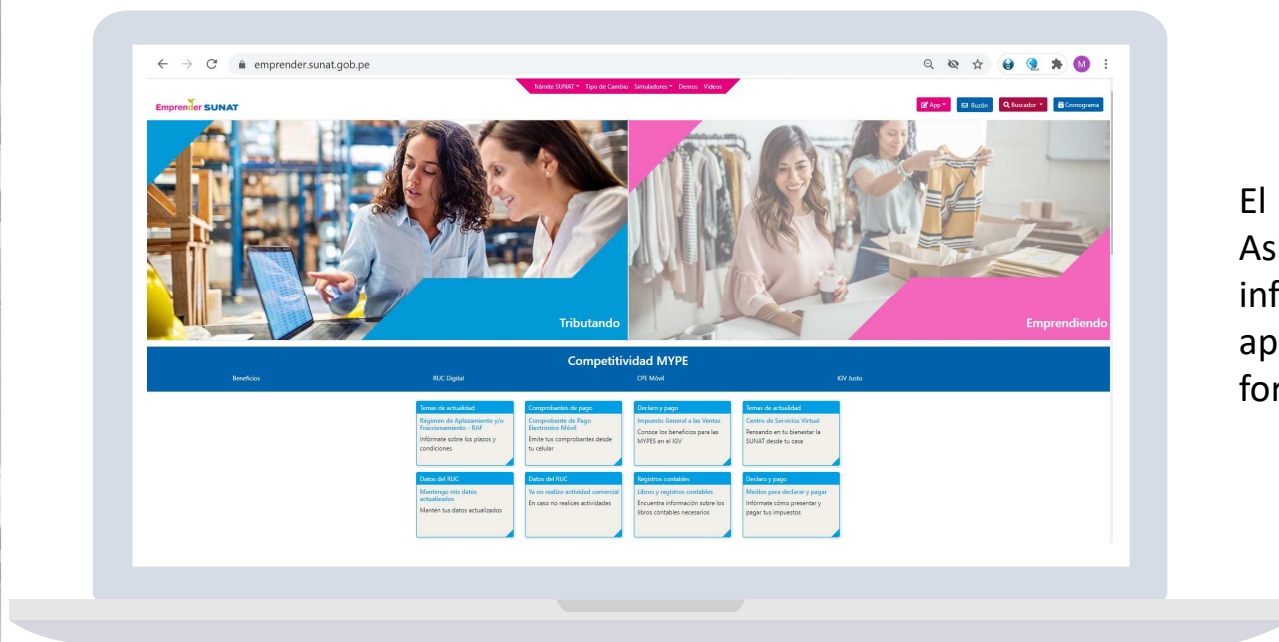 emprender.sunat.gob.pe
M
Trámite SUNAT Tipo de Cambio Simuladores Demos Videos
Emprender SUNAT
App Buzón Buscador Cronograma
Tributando
Emprendiendo
Competitividad MYPE
Beneficios RUC Digital CPE Móvil IGV Justo
Temas de actualidad
Régimen de Aplazamiento y/o
Fraccionamiento - RAF
Infórmate sobre los plazos y
condiciones
Comprobantes de pago
Comprobante de Pago
Electrónico Móvil
Emite tus comprobantes desde
tu celular
Declaro y pago
Impuesto General a las Ventas
Conoce los beneficios para las
MYPES en el IGV
Temas de actualidad
Centro de Servicios Virtual
Pensando en tu bienestar la
SUNAT desde tu casa
Datos del RUC
Mantengo mis datos
actualizados
Mantén tus datos actualizados
Datos del RUC
Ya no realizo actividad comercial
En caso no realices actividades
Registros contables
Libros y registros contables
Encuentra información sobre los
libros contables necesarios
Declaro y pago
Medios para declarar y pagar
Infórmate cómo presentar y
pagar tus impuestos
El
As
inf
ap
for